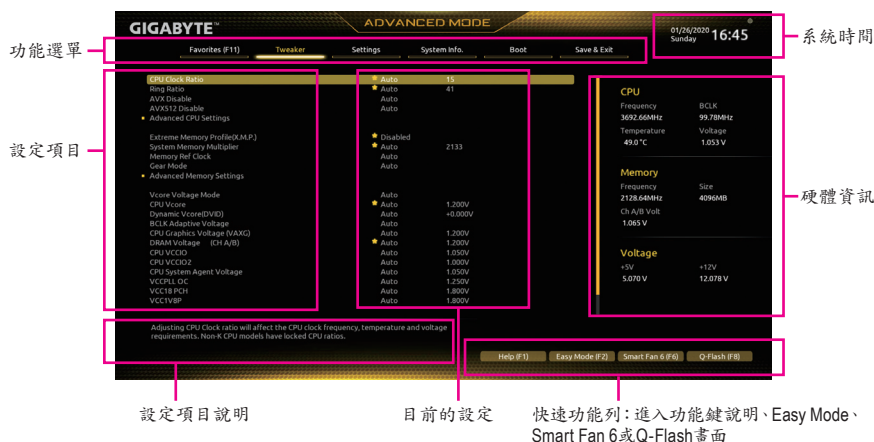 GIGABYTE™
ADVANCED MODE
01/26/2020 16:45
Sunday
系統時間
功能選單
Favorites (F11) Tweaker Settings System Info. Boot Save & Exit
設定項目
CPU Clock Ratio Auto 15
Ring Ratio Auto 41
AVX Disable Auto
AVX512 Disable Auto
Advanced CPU Settings
Extreme Memory Profile(X.M.P.) Disabled
System Memory Multiplier Auto 2133
Memory Ref Clock Auto
Gear Mode Auto
Advanced Memory Settings
Vcore Voltage Mode Auto
CPU Vcore Auto 1.200V
Dynamic Vcore(DVID) Auto +0.000V
BCLK Adaptive Voltage Auto
CPU Graphics Voltage (VAXG) Auto 1.200V
DRAM Voltage (CH A/B) Auto 1.200V
CPU VCCIO Auto 1.050V
CPU VCCIO2 Auto 1.000V
CPU System Agent Voltage Auto 1.050V
VCCPLL OC Auto 1.250V
VCC18 PCH Auto 1.800V
VCC1V8P Auto 1.800V
硬體資訊
CPU
Frequency BCLK
3692.66MHz 99.78MHz
Temperature Voltage
49.0 °C 1.053 V
Memory
Frequency Size
2128.64MHz 4096MB
Ch A/B Volt
1.065 V
Voltage
+5V +12V
5.070 V 12.078 V
Adjusting CPU Clock ratio will affect the CPU clock frequency, temperature and voltage
requirements. Non-K CPU models have locked CPU ratios.
Help (F1) Easy Mode (F2) Smart Fan 6 (F6) Q-Flash (F8)
設定項目說明
目前的設定
快速功能列：進入功能鍵說明、Easy Mode、
Smart Fan 6或Q-Flash畫面